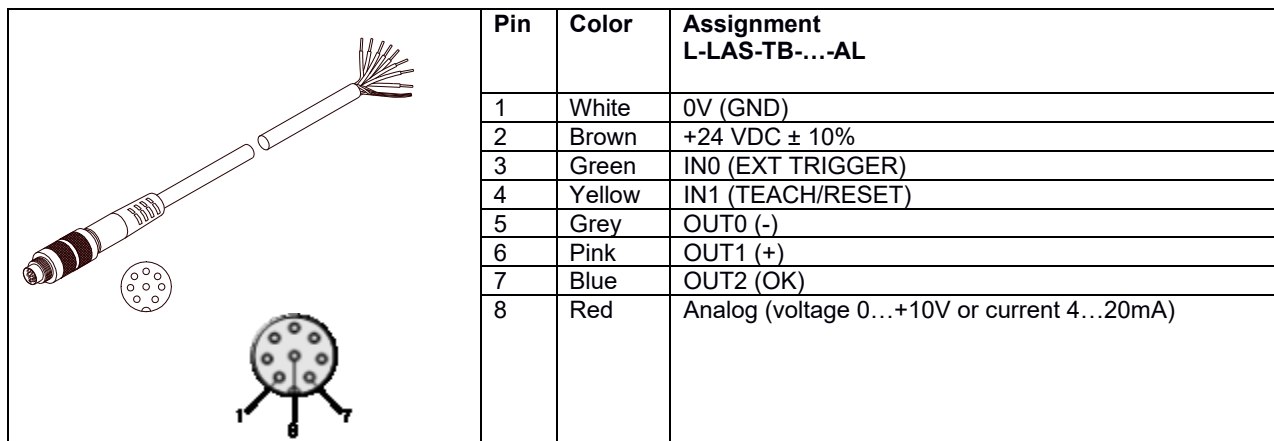 Pin Color Assignment
L-LAS-TB-…-AL
1 White 0V (GND)
2 Brown +24 VDC ± 10%
3 Green IN0 (EXT TRIGGER)
4 Yellow IN1 (TEACH/RESET)
5 Grey OUT0 (-)
6 Pink OUT1 (+)
7 Blue OUT2 (OK)
8 Red Analog (voltage 0…+10V or current 4…20mA)
1 8 7